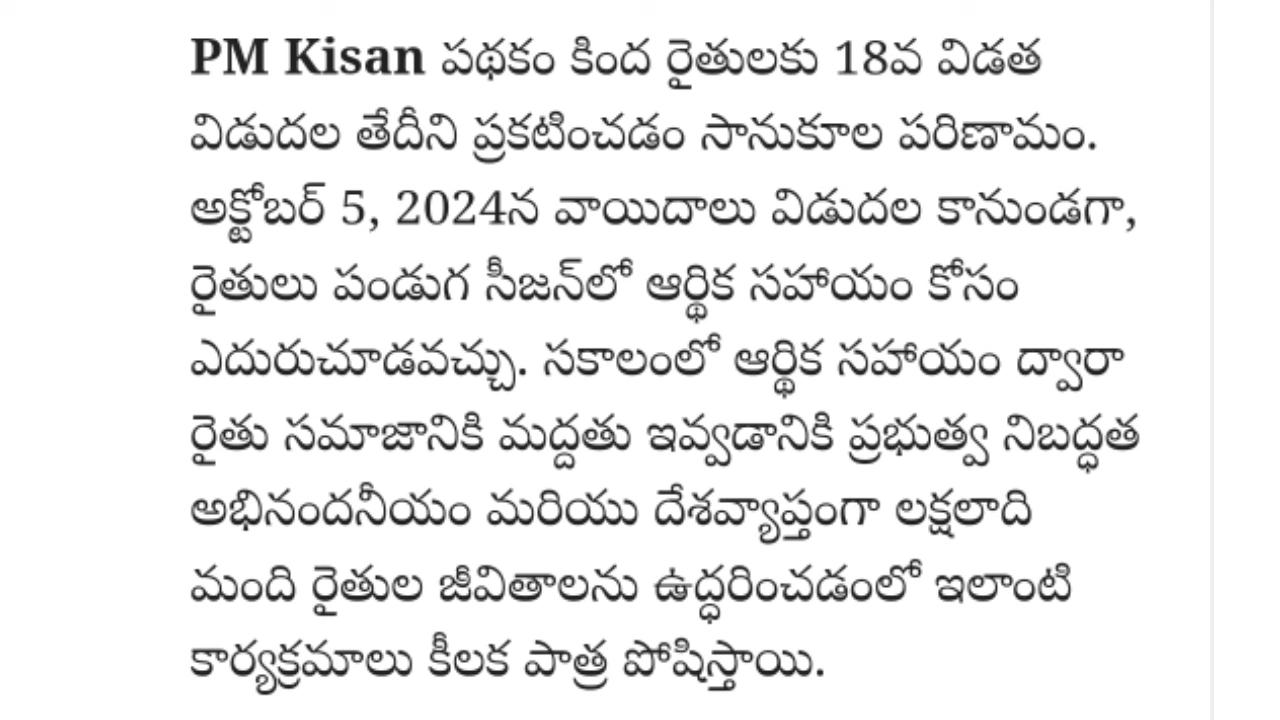 PM Kisan పథకం కింద రైతులకు 18వ విడత
విడుదల తేదీని ప్రకటించడం సానుకూల పరిణామం.
అక్టోబర్ 5, 2024న వాయిదాలు విడుదల కానుండగా,
రైతులు పండుగ సీజన్‌లో ఆర్థిక సహాయం కోసం
ఎదురుచూడవచ్చు. సకాలంలో ఆర్థిక సహాయం ద్వారా
రైతు సమాజానికి మద్దతు ఇవ్వడానికి ప్రభుత్వ నిబద్ధత
అభినందనీయం మరియు దేశవ్యాప్తంగా లక్షలాది
మంది రైతుల జీవితాలను ఉద్ధరించడంలో ఇలాంటి
కార్యక్రమాలు కీలక పాత్ర పోషిస్తాయి.